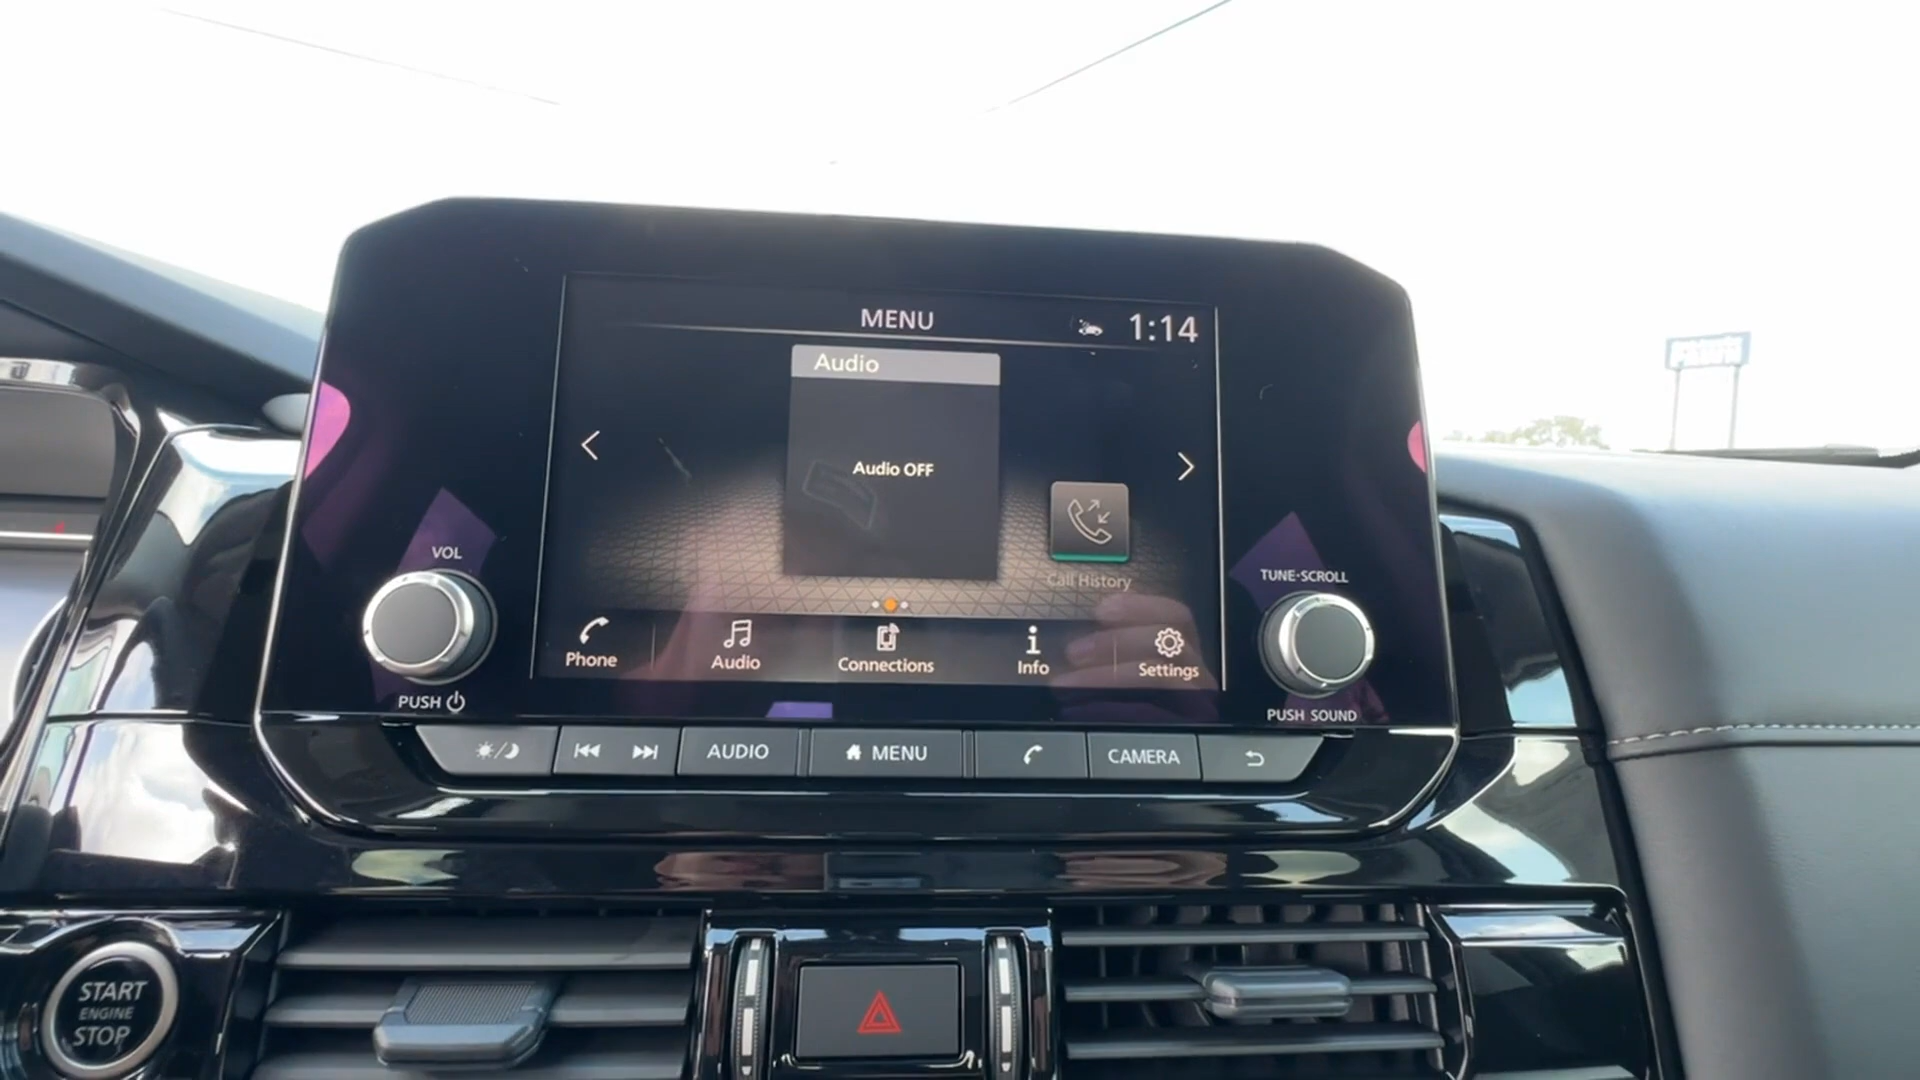 MENU
1:14
Audio
Audio OFF
Call History
VOL
TUNE·SCROLL
Phone
Audio
Connections
Info
Settings
PUSH
PUSH SOUND
AUDIO
MENU
CAMERA
START
ENGINE
STOP